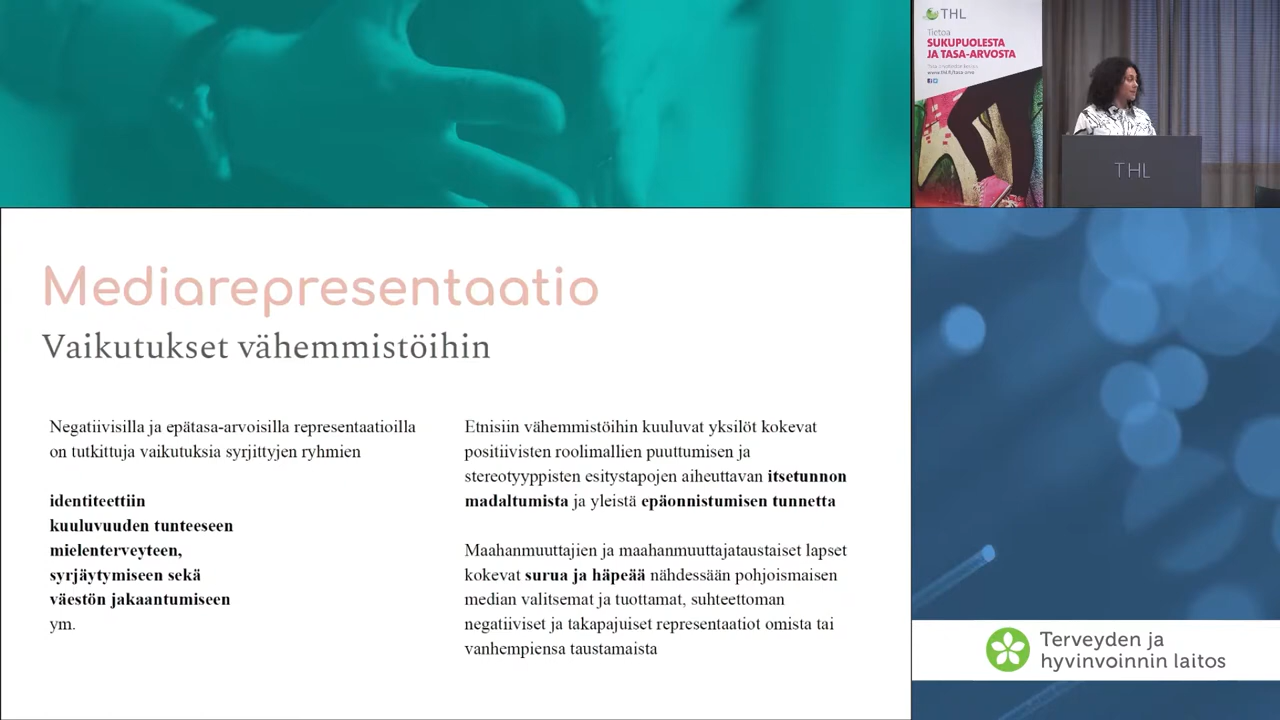 Mediarepresentaatio
Vaikutukset vähemmistöihin
Negatiivisilla ja epätasa-arvoisilla representaatioilla
on tutkittuja vaikutuksia syrjittyjen ryhmien
identiteettiin
kuuluvuuden tunteeseen
mielenterveyteen,
syrjäytymiseen sekä
väestön jakaantumiseen
ym.
Etnisiin vähemmistöihin kuuluvat yksilöt kokevat
positiivisten roolimallien puuttumisen ja
stereotyyppisten esitystapojen aiheuttavan itsetunnon
madaltumista ja yleistä epäonnistumisen tunnetta
Maahanmuuttajien ja maahanmuuttajataustaiset lapset
kokevat surua ja häpeää nähdessään pohjoismaisen
median valitsemat ja tuottamat, suhteettoman
negatiiviset ja takapajuiset representaatiot omista tai
vanhempiensa taustamaista
THL
Tietoa
SUKUPUOLESTA
JA TASA-ARVOSTA
www.thl.fi/tasa-arvo
THL
Terveyden ja
hyvinvoinnin laitos